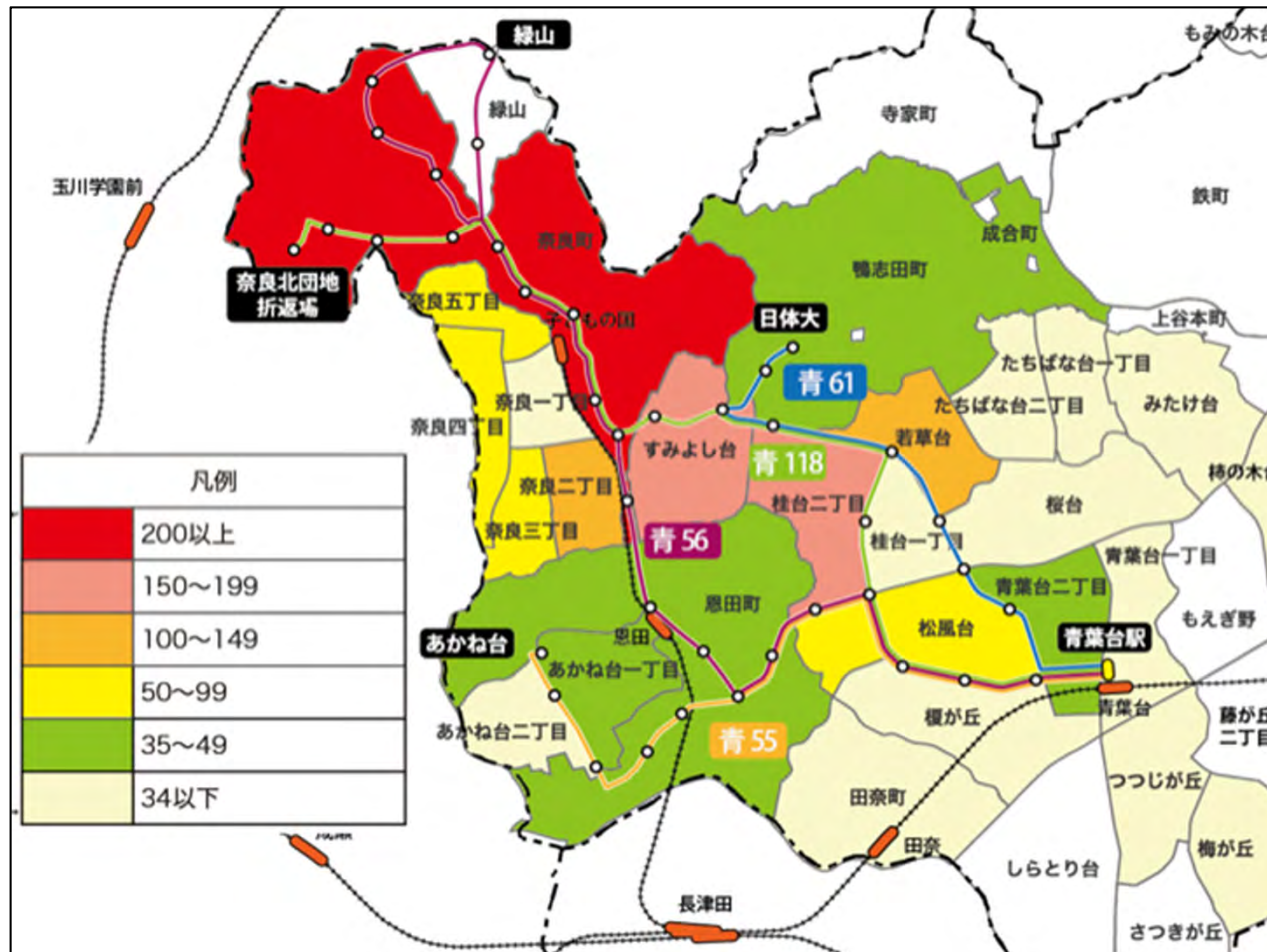 緑山
もみの木台
緑山
寺家町
玉川学園前
鉄町
奈良町
成合町
鴨志田町
奈良北団地
折返場
奈良五丁目
日体大
上谷本町
こどもの国
青 61
たちばな台一丁目
奈良一丁目
たちばな台二丁目
みたけ台
奈良四丁目
若草台
すみよし台
青 118
柿の木台
凡例
奈良二丁目
桂台二丁目
桜台
200以上
奈良三丁目
青 56
桂台一丁目
青葉台一丁目
150～199
青葉台二丁目
100～149
恩田町
もえぎ野
松風台
恩田
青葉台駅
あかね台
あかね台一丁目
50～99
青葉台
榎が丘
藤が丘
二丁目
あかね台二丁目
青 55
35～49
つつじが丘
34以下
田奈町
田奈
梅が丘
しらとり台
長津田
さつきが丘